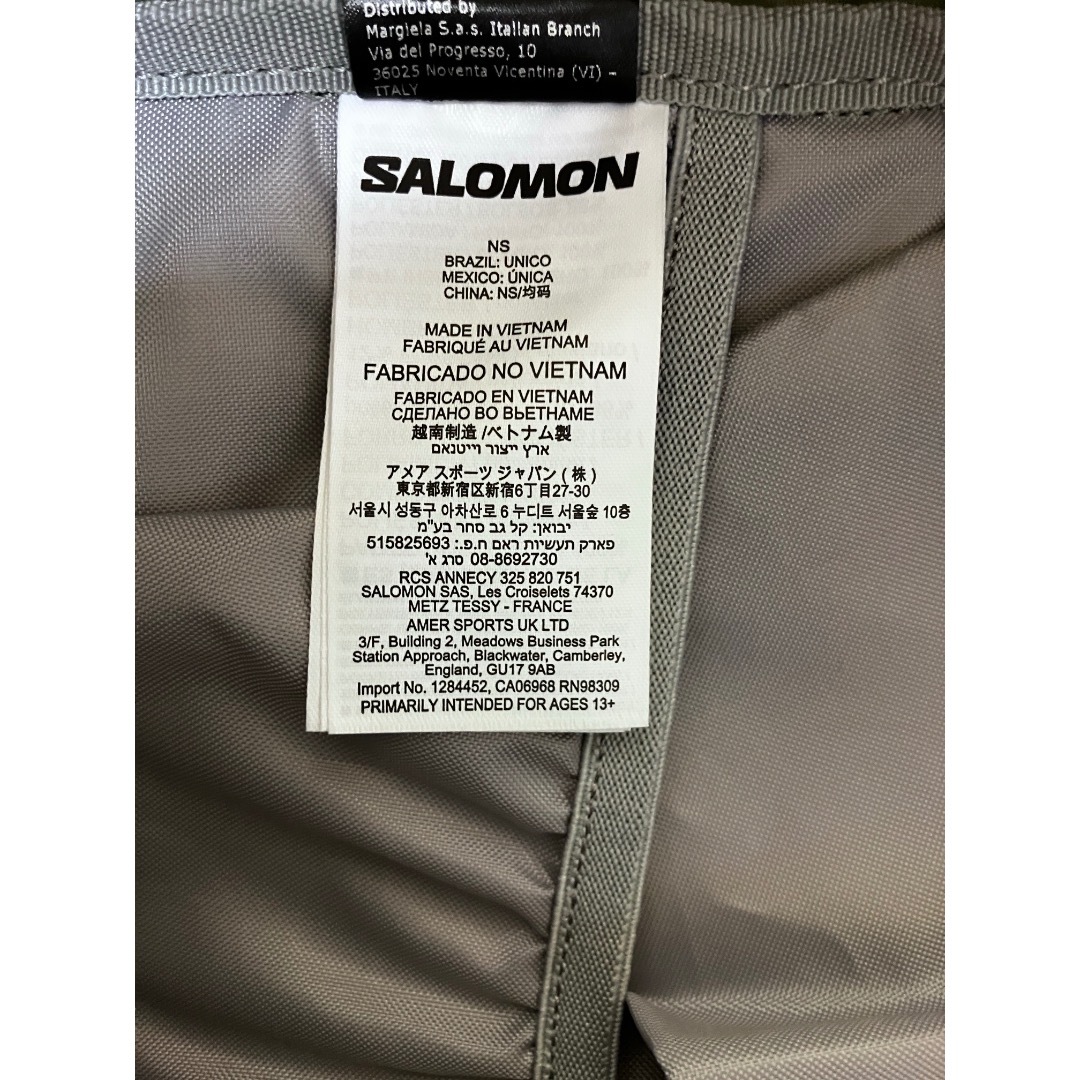 Distributed by
Margiela S.a.s. Italian Branch
Via del Progresso, 10
36025 Noventa Vicentina (VI) –
ITALY
SALOMON
NS
BRAZIL: UNICO
MEXICO: ÚNICA
CHINA: NS/均码
MADE IN VIETNAM
FABRIQUÉ AU VIETNAM
FABRICADO NO VIETNAM
FABRICADO EN VIETNAM
СДЕЛАНО ВО ВЬЕТНАМЕ
越南制造 /ベトナム製
ארץ ייצור וייטנאם
アメア スポーツ ジャパン ( 株 )
東京都新宿区新宿6丁目27-30
서울시 성동구 아차산로 6 누디트 서울숲 10층
יבואן: קל גב סחר בע"מ
פארק תעשיות ראם ח.פ.: 515825693
08-8692730 סרג א'
RCS ANNECY 325 820 751
SALOMON SAS, Les Croiselets 74370
METZ TESSY - FRANCE
AMER SPORTS UK LTD
3/F, Building 2, Meadows Business Park
Station Approach, Blackwater, Camberley,
England, GU17 9AB
Import No. 1284452, CA06968 RN98309
PRIMARILY INTENDED FOR AGES 13+